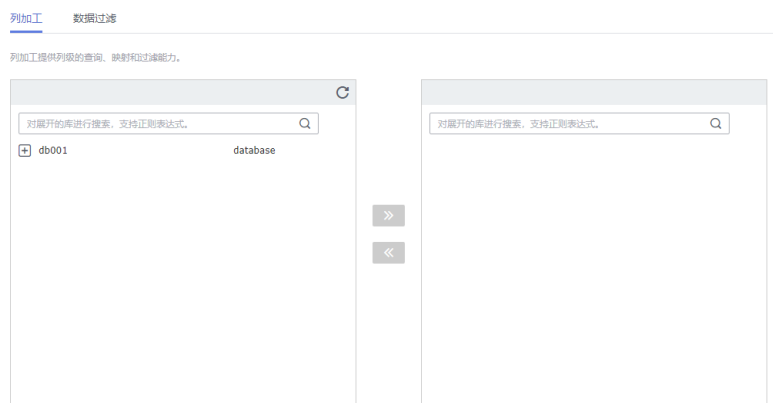 列加工 数据过滤
列加工提供列级的查询、映射和过滤能力。
对展开的库进行搜索，支持正则表达式。 对展开的库进行搜索，支持正则表达式。
db001 database